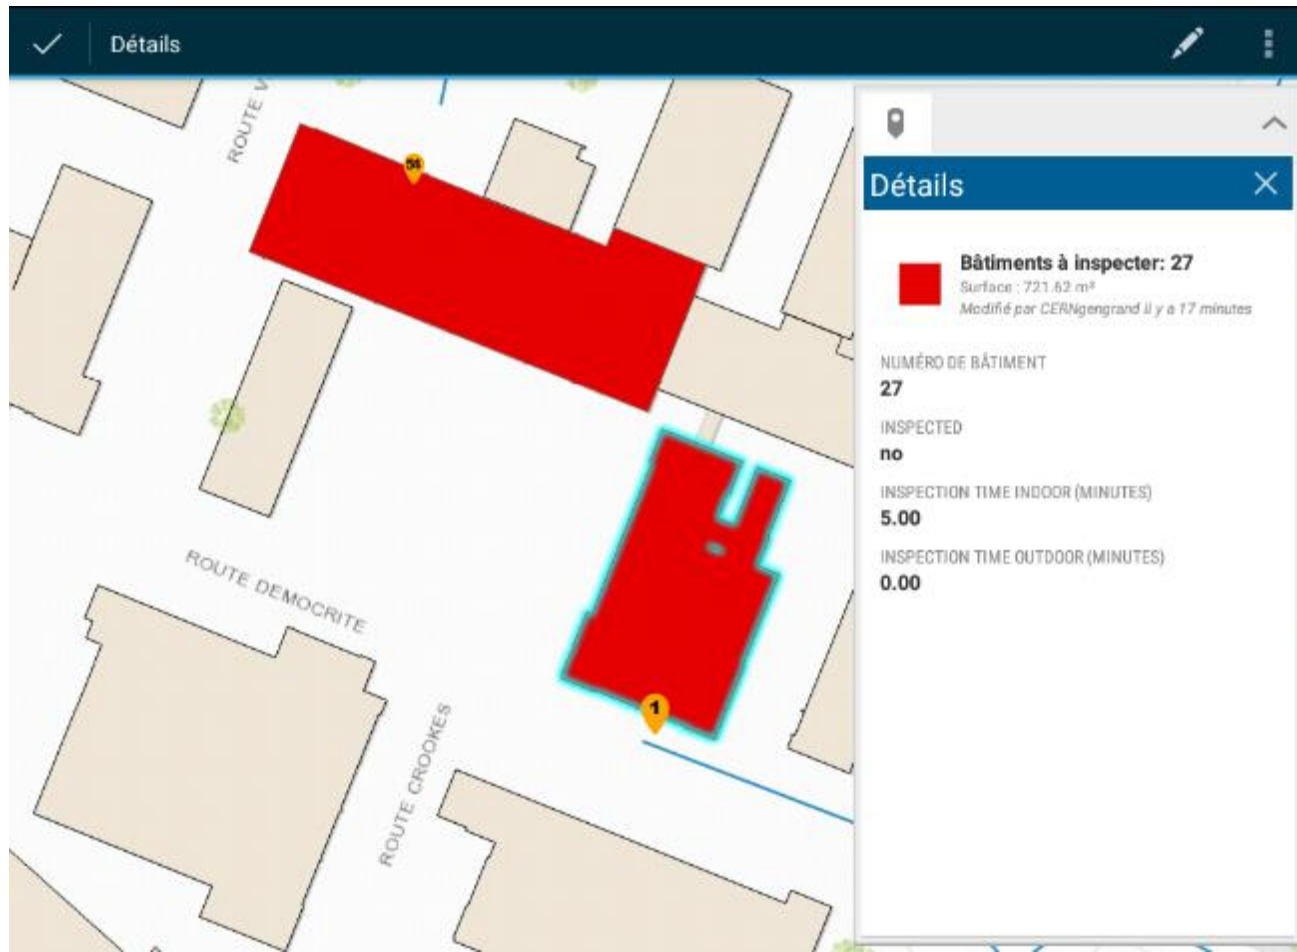 Détails
ROUTE V
54
Détails
Bâtiments à inspecter: 27
Surface : 721.62 m²
Modifié par CERNgengrand il y a 17 minutes
NUMÉRO DE BÂTIMENT
27
INSPECTED
no
INSPECTION TIME INDOOR (MINUTES)
5.00
INSPECTION TIME OUTDOOR (MINUTES)
0.00
ROUTE DEMOCRITE
ROUTE CROOKES
1